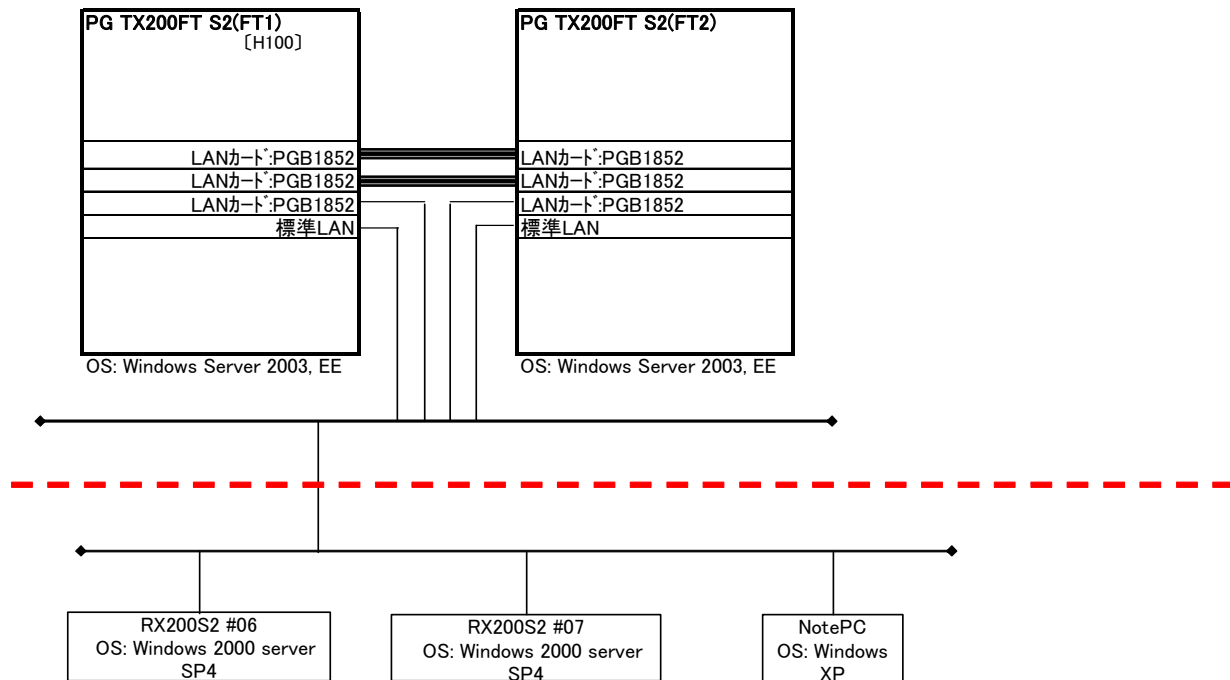 PG TX200FT S2(FT1)
〔H100〕
LANｶｰﾄﾞ:PGB1852
LANｶｰﾄﾞ:PGB1852
LANｶｰﾄﾞ:PGB1852
標準LAN
OS: Windows Server 2003, EE
PG TX200FT S2(FT2)
LANｶｰﾄﾞ:PGB1852
LANｶｰﾄﾞ:PGB1852
LANｶｰﾄﾞ:PGB1852
標準LAN
OS: Windows Server 2003, EE
RX200S2 #06
OS: Windows 2000 server
SP4
RX200S2 #07
OS: Windows 2000 server
SP4
NotePC
OS: Windows
XP